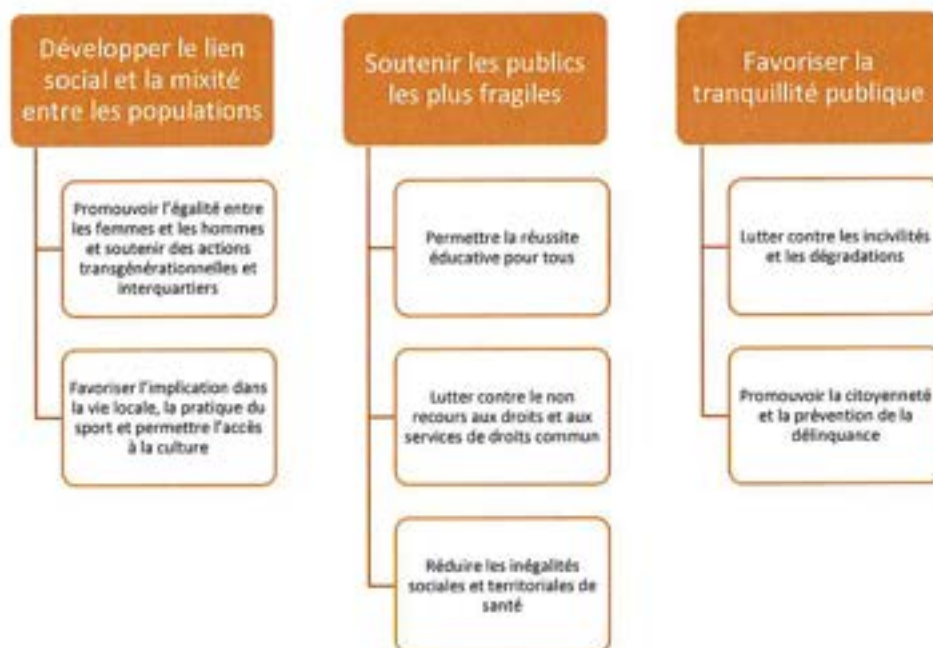 Développer le lien
social et la mixité
entre les populations
Promouvoir l'égalité entre
les femmes et les hommes
et soutenir des actions
transgénérationnelles et
interquartiers
Favoriser l'implication dans
la vie locale, la pratique du
sport et permettre l'accès
à la culture
Soutenir les publics
les plus fragiles
Permettre la réussite
éducative pour tous
Lutter contre le non
recours aux droits et aux
services de droits commun
Réduire les inégalités
sociales et territoriales de
santé
Favoriser la
tranquillité publique
Lutter contre les incivilités
et les dégradations
Promouvoir la citoyenneté
et la prévention de la
délinquance